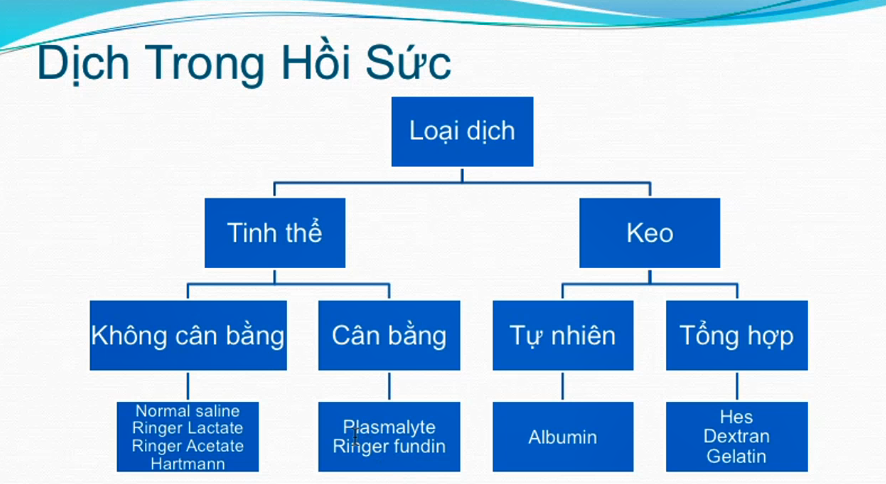 Dịch Trong Hồi Sức
Loại dịch
Tinh thể
Keo
Không cân bằng
Cân bằng
Tự nhiên
Tổng hợp
Normal saline
Ringer Lactate
Ringer Acetate
Hartmann
Plasmalyte
Ringer fundin
Albumin
Hes
Dextran
Gelatin